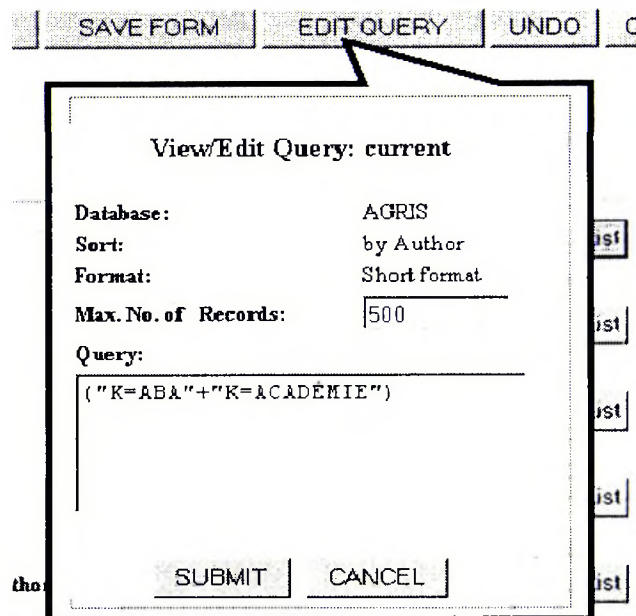 SAVE FORM EDIT QUERY UNDO
View/Edit Query: current
Database: AGRIS
Sort: by Author
Format: Short format
Max. No. of Records: 500
Query:
("K=ABA"+"K=ACADEMIE")
SUBMIT CANCEL